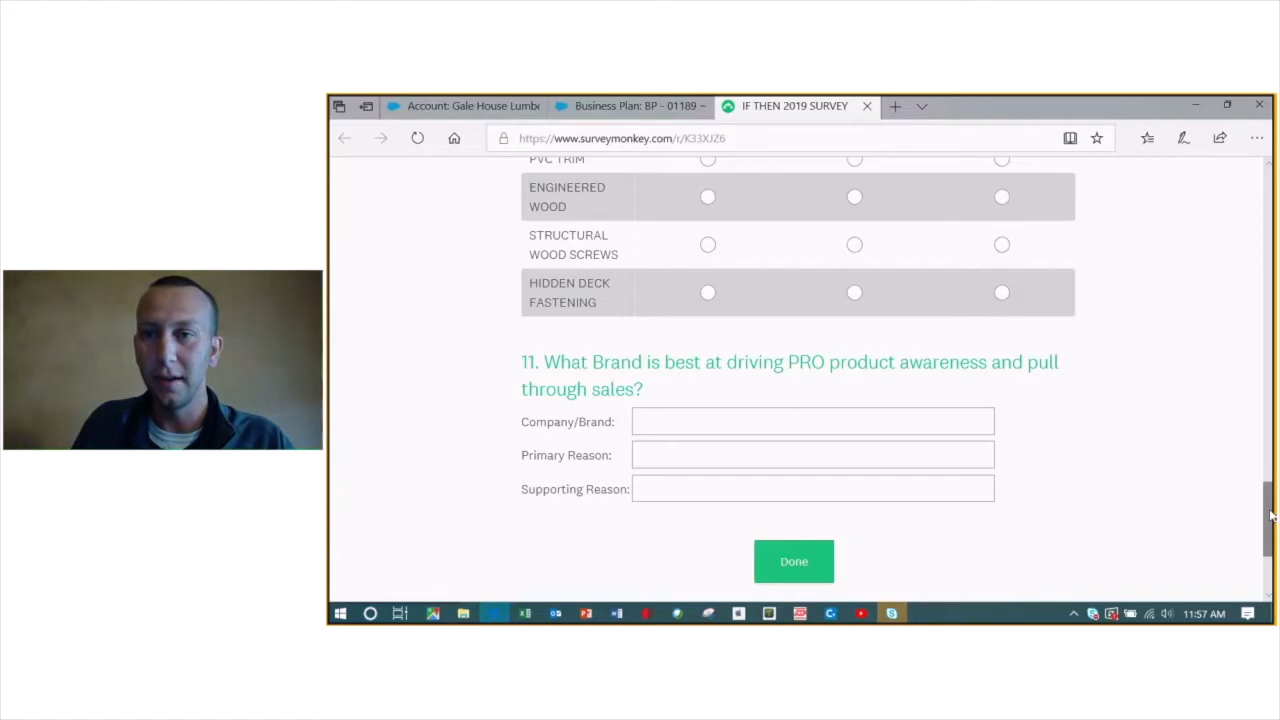 Account: Gale House Lumbe
Business Plan: BP - 01189 –
IF THEN 2019 SURVEY
https://www.surveymonkey.com/r/K33XJZ6
PVC TRIM
ENGINEERED
WOOD
STRUCTURAL
WOOD SCREWS
HIDDEN DECK
FASTENING
11. What Brand is best at driving PRO product awareness and pull
through sales?
Company/Brand:
Primary Reason:
Supporting Reason:
Done
11:57 AM